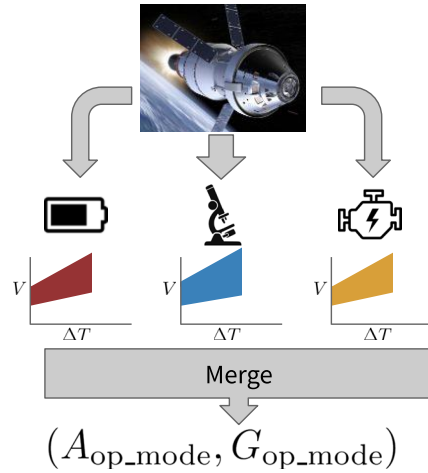 V V V
ΔT ΔT ΔT
Merge
(A_op_mode, G_op_mode)